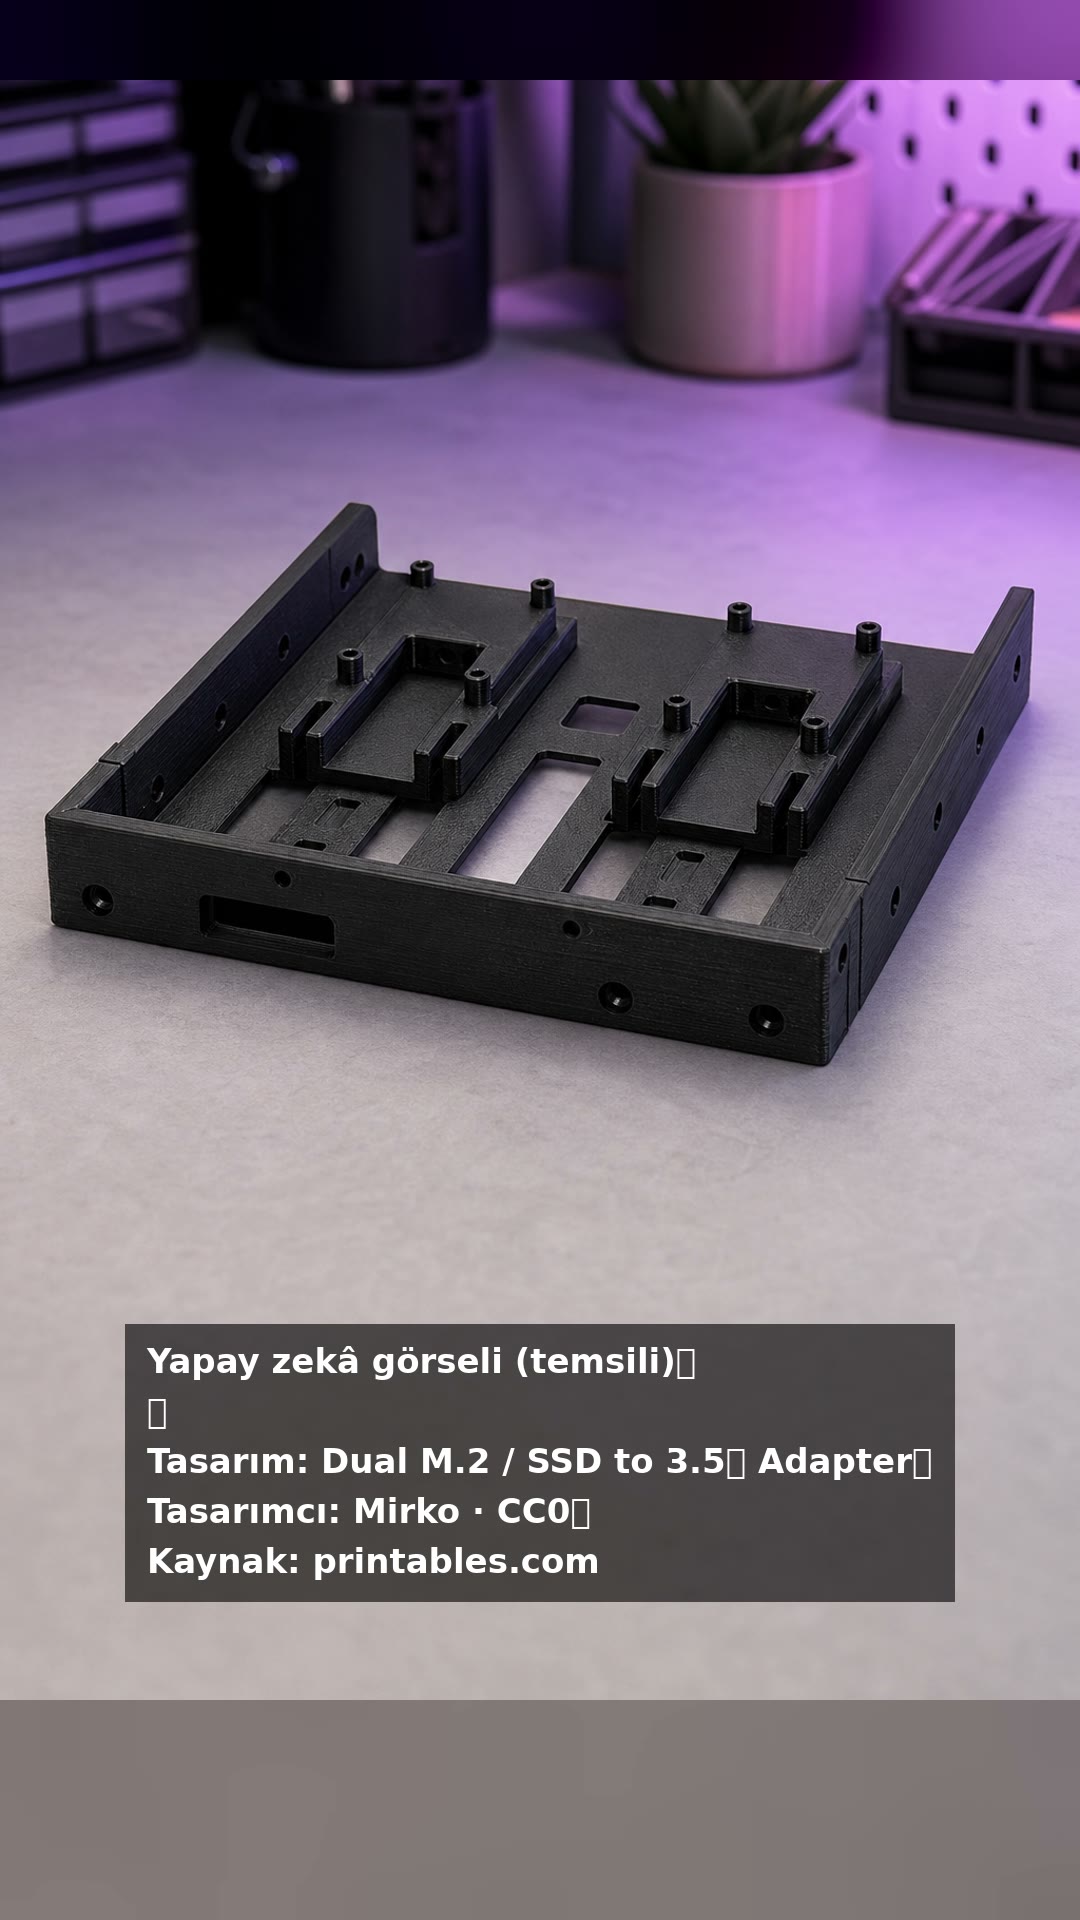 Yapay zekâ görseli (temsili)▯
▯
Tasarım: Dual M.2 / SSD to 3.5▯ Adapter▯
Tasarımcı: Mirko · CC0▯
Kaynak: printables.com